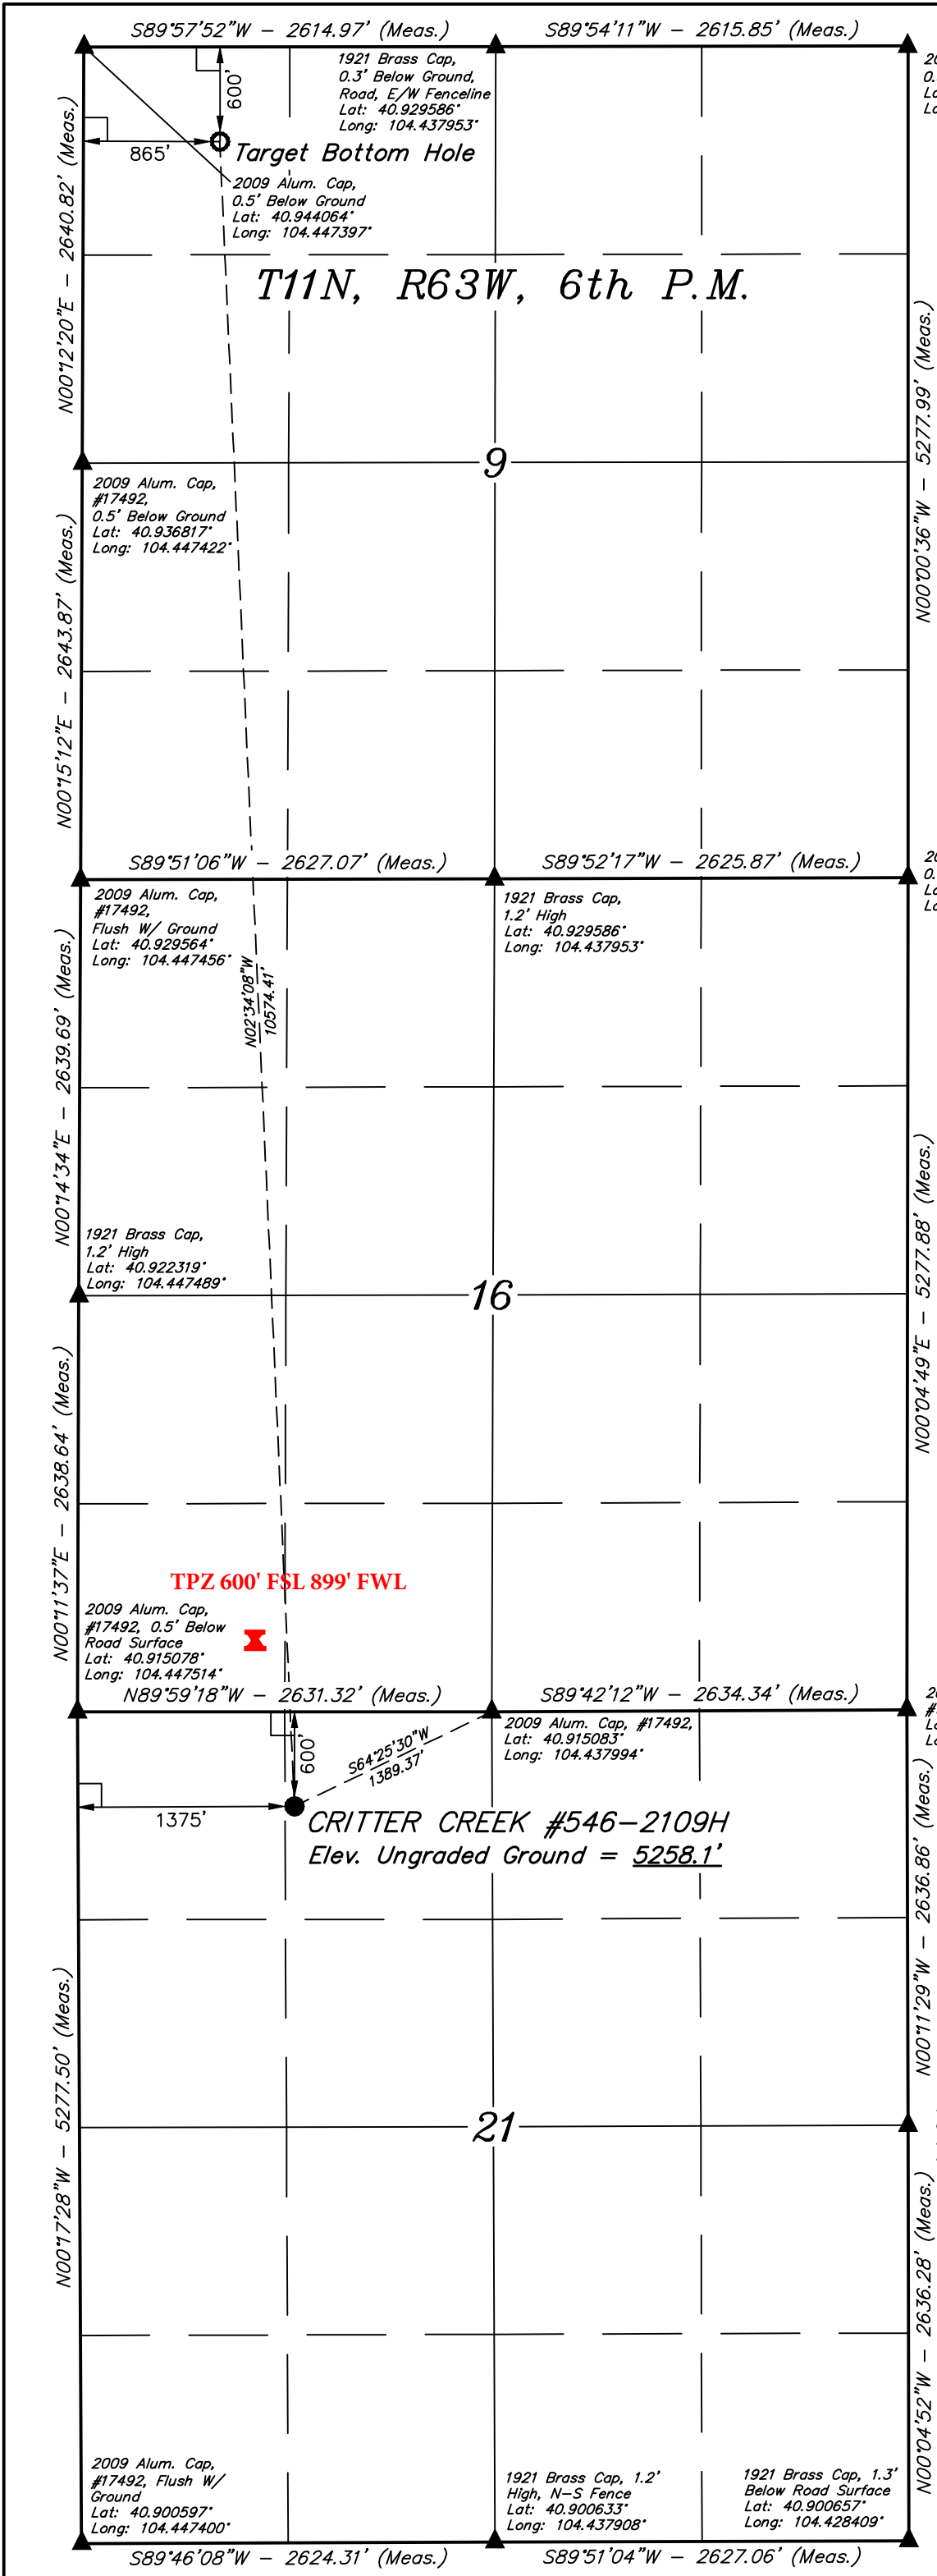 S89°57'52"W - 2614.97' (Meas.)
S89°54'11"W - 2615.85' (Meas.)
1921 Brass Cap,
0.3' Below Ground,
Road, E/W Fenceline
Lat: 40.929586°
Long: 104.437953°
600'
865'
Target Bottom Hole
2009 Alum. Cap,
0.5' Below Ground
Lat: 40.944064°
Long: 104.447397°
N00°12'20"E - 2640.82' (Meas.)
T11N, R63W, 6th P.M.
N00°00'36"W - 5277.99' (Meas.)
9
2009 Alum. Cap,
#17492,
0.5' Below Ground
Lat: 40.936817°
Long: 104.447422°
N00°15'12"E - 2643.87' (Meas.)
S89°51'06"W - 2627.07' (Meas.)
S89°52'17"W - 2625.87' (Meas.)
2009 Alum. Cap,
#17492,
Flush W/ Ground
Lat: 40.929564°
Long: 104.447456°
1921 Brass Cap,
1.2' High
Lat: 40.929586°
Long: 104.437953°
N02°34'08"W
10574.41'
N00°14'34"E - 2639.69' (Meas.)
N00°04'49"E - 5277.88' (Meas.)
1921 Brass Cap,
1.2' High
Lat: 40.922319°
Long: 104.447489°
16
N00°11'37"E - 2638.64' (Meas.)
TPZ 600' FSL 899' FWL
2009 Alum. Cap,
#17492, 0.5' Below
Road Surface
Lat: 40.915078°
Long: 104.447514°
N89°59'18"W - 2631.32' (Meas.)
S89°42'12"W - 2634.34' (Meas.)
2009 Alum. Cap, #17492,
Lat: 40.915083°
Long: 104.437994°
600'
S64°25'30"W
1389.37'
1375'
CRITTER CREEK #546-2109H
Elev. Ungraded Ground = 5258.1'
N00°11'29"W - 2636.86' (Meas.)
N00°17'28"W - 5277.50' (Meas.)
21
N00°04'52"W - 2636.28' (Meas.)
2009 Alum. Cap,
#17492, Flush W/
Ground
Lat: 40.900597°
Long: 104.447400°
1921 Brass Cap, 1.2'
High, N-S Fence
Lat: 40.900633°
Long: 104.437908°
1921 Brass Cap, 1.3'
Below Road Surface
Lat: 40.900657°
Long: 104.428409°
S89°46'08"W - 2624.31' (Meas.)
S89°51'04"W - 2627.06' (Meas.)